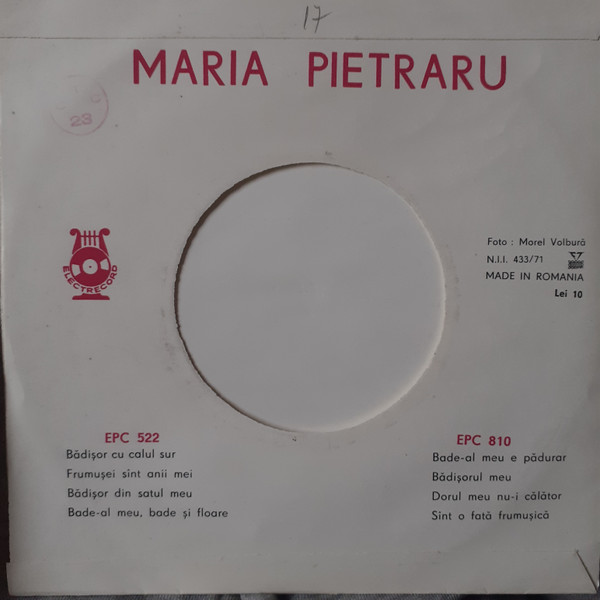 17
MARIA PIETRARU
23
ELECTRECORD
Foto : Marel Volbură
N.I.I. 433/71
MADE IN ROMANIA
Lei 10
EPC 522
Bădișor cu calul sur
Frumușei sînt anii mei
Bădișor din satul meu
Bade-al meu, bade și floare
EPC 810
Bade-al meu e pădurar
Bădișorul meu
Dorul meu nu-i călător
Sînt o fată frumușică